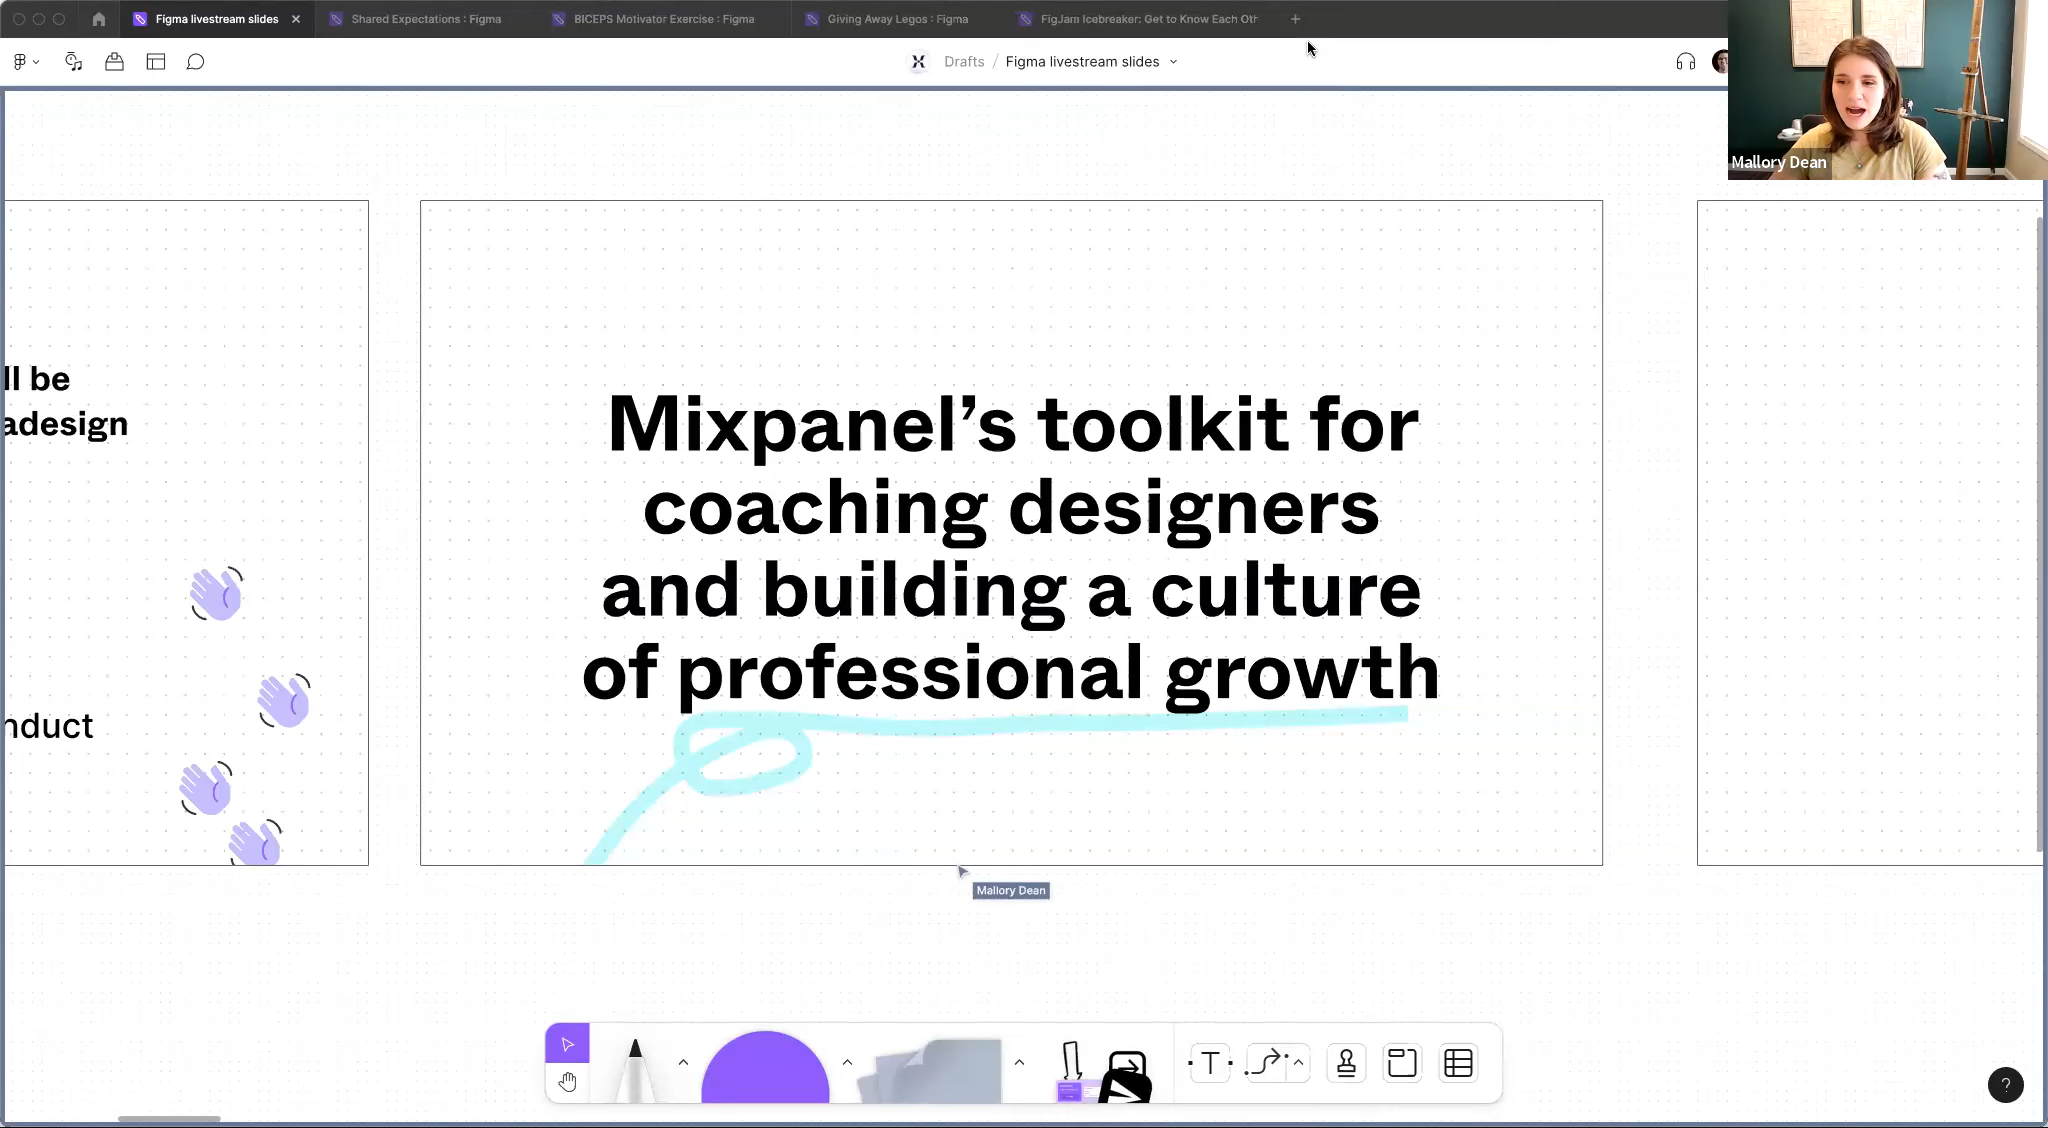 Figma livestream slides
Shared Expectations : Figma
BICEPS Motivator Exercise : Figma
Giving Away Legos : Figma
FigJam Icebreaker: Get to Know Each Oth
Drafts / Figma livestream slides
Mallory Dean
ll be
adesign
nduct
Mixpanel’s toolkit for
coaching designers
and building a culture
of professional growth
Mallory Dean
T
?